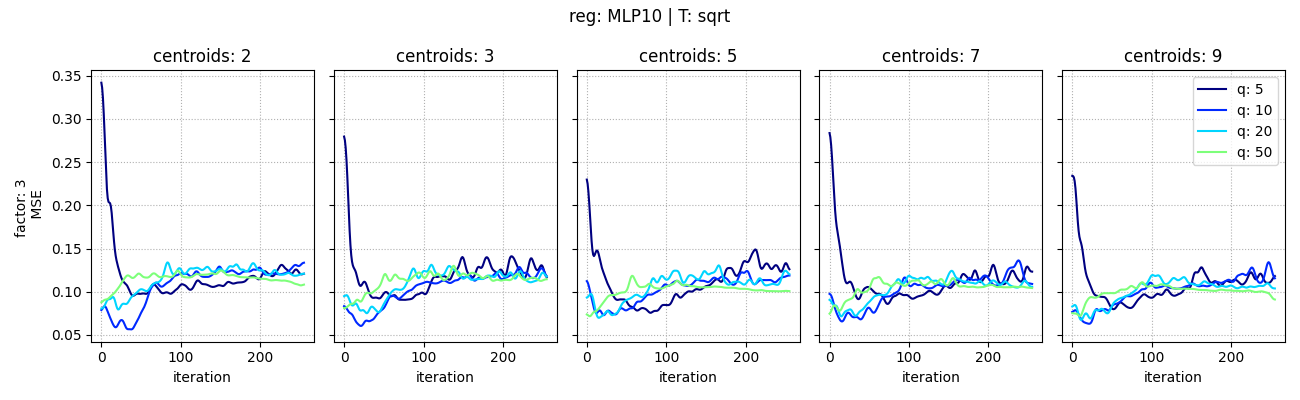 reg: MLP10 | T: sqrt
centroids: 2
centroids: 3
centroids: 5
centroids: 7
centroids: 9
factor: 3
MSE
0.35
0.30
0.25
0.20
0.15
0.10
0.05
q: 5
q: 10
q: 20
q: 50
0 100 200
0 100 200
0 100 200
0 100 200
0 100 200
iteration
iteration
iteration
iteration
iteration